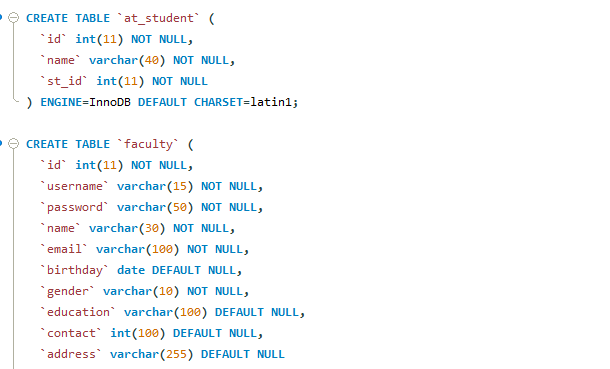 CREATE TABLE `at_student` (
`id` int(11) NOT NULL,
`name` varchar(40) NOT NULL,
`st_id` int(11) NOT NULL
) ENGINE=InnoDB DEFAULT CHARSET=latin1;
CREATE TABLE `faculty` (
`id` int(11) NOT NULL,
`username` varchar(15) NOT NULL,
`password` varchar(50) NOT NULL,
`name` varchar(30) NOT NULL,
`email` varchar(100) NOT NULL,
`birthday` date DEFAULT NULL,
`gender` varchar(10) NOT NULL,
`education` varchar(100) DEFAULT NULL,
`contact` int(100) DEFAULT NULL,
`address` varchar(255) DEFAULT NULL